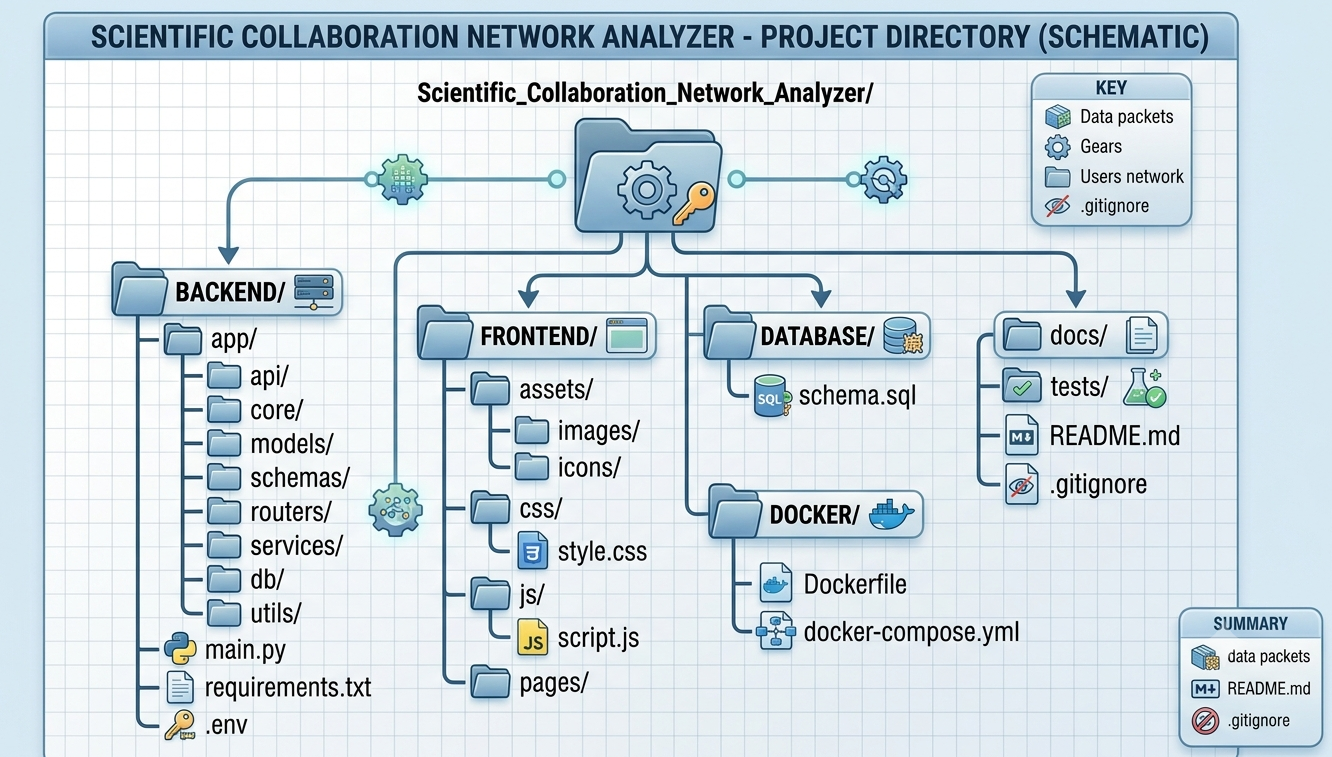 SCIENTIFIC COLLABORATION NETWORK ANALYZER - PROJECT DIRECTORY (SCHEMATIC)
Scientific_Collaboration_Network_Analyzer/
KEY
Data packets
Gears
Users network
.gitignore
BACKEND/
app/
api/
core/
models/
schemas/
routers/
services/
db/
utils/
main.py
requirements.txt
.env
FRONTEND/
assets/
images/
icons/
css/
3
style.css
js/
JS
script.js
pages/
DATABASE/
SQL
schema.sql
DOCKER/
Dockerfile
docker-compose.yml
docs/
tests/
M↓
README.md
.gitignore
SUMMARY
data packets
M+
README.md
.gitignore